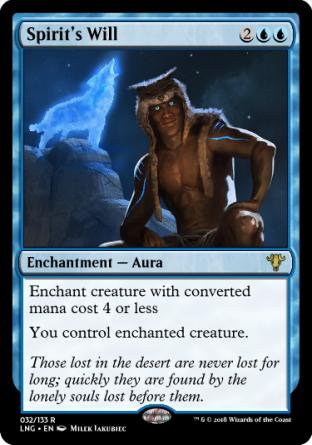 Spirit's Will 2
Enchantment — Aura
Enchant creature with converted
mana cost 4 or less
You control enchanted creature.
Those lost in the desert are never lost for
long; quickly they are found by the
lonely souls lost before them.
032/133 R
LNG • EN Milek Jakubiec
™ & © 2018 Wizards of the Coast